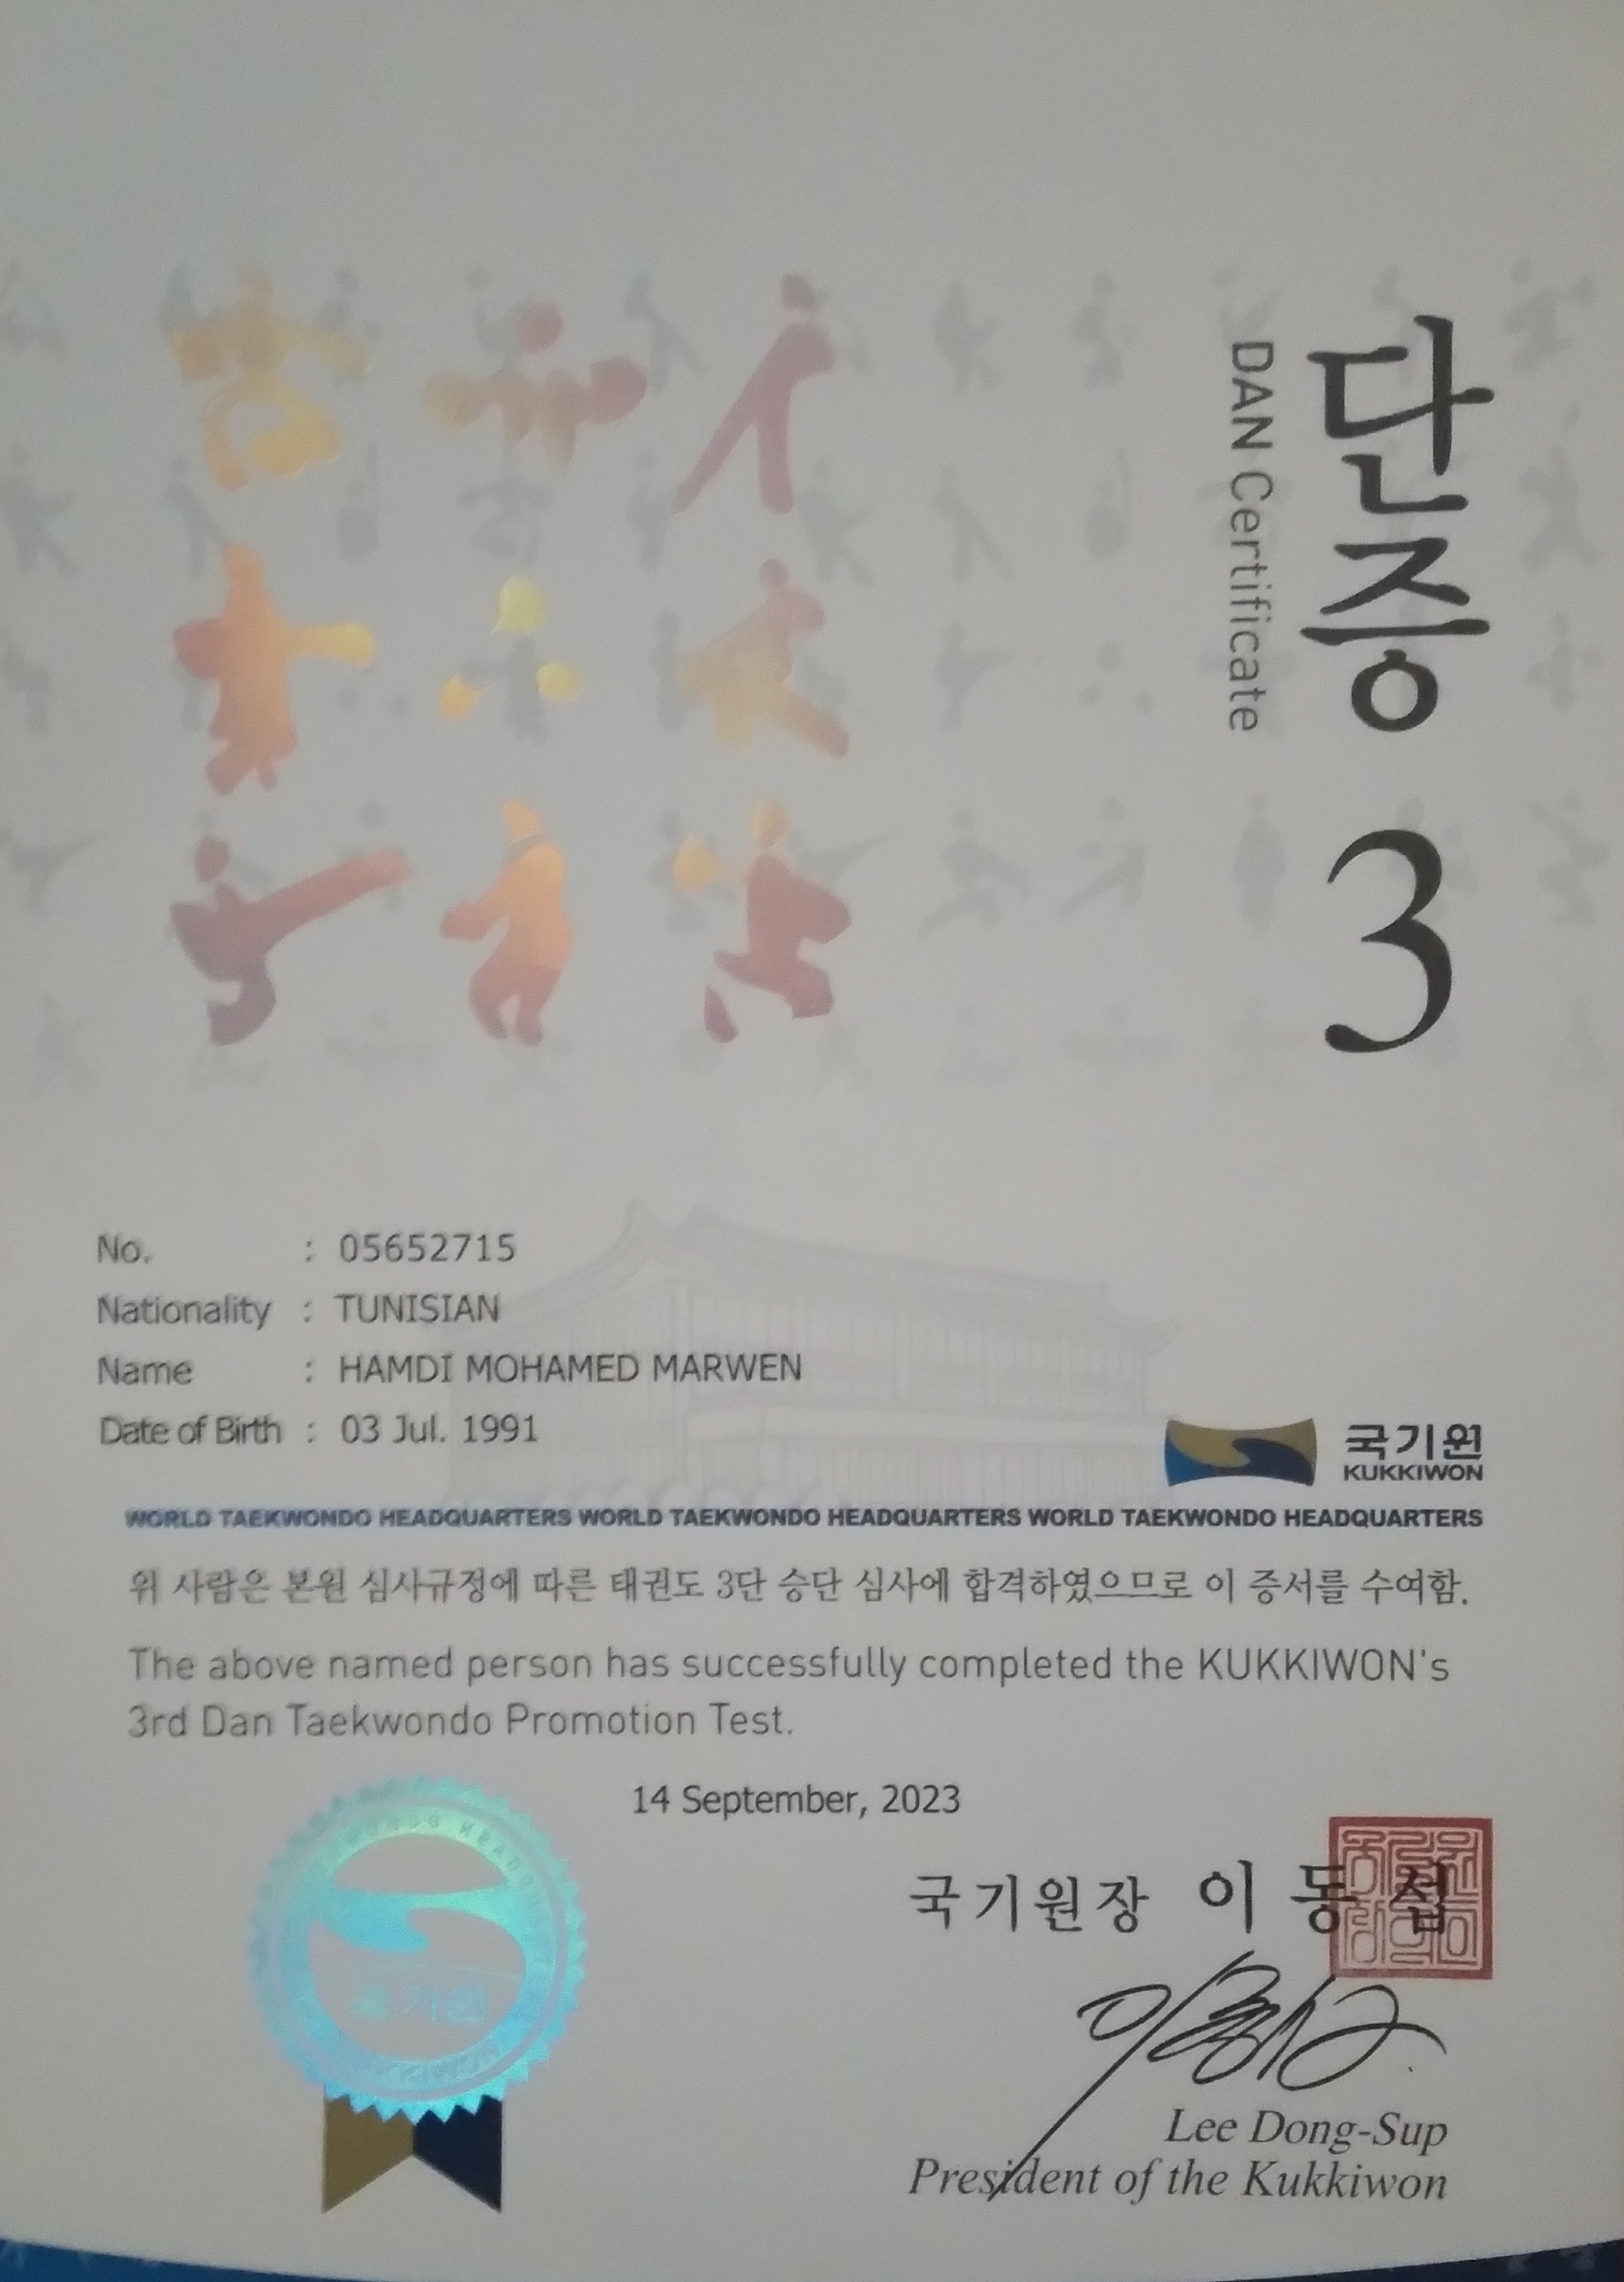 단증
DAN Certificate
3
No. : 05652715
Nationality : TUNISIAN
Name : HAMDI MOHAMED MARWEN
Date of Birth : 03 Jul. 1991
국기원
KUKKIWON
WORLD TAEKWONDO HEADQUARTERS WORLD TAEKWONDO HEADQUARTERS WORLD TAEKWONDO HEADQUARTERS
위 사람은 본원 심사규정에 따른 태권도 3단 승단 심사에 합격하였으므로 이 증서를 수여함.
The above named person has successfully completed the KUKKIWON's
3rd Dan Taekwondo Promotion Test.
14 September, 2023
국기원장 이 동 섭
Lee Dong-Sup
President of the Kukkiwon
국기원
KUKKIWON